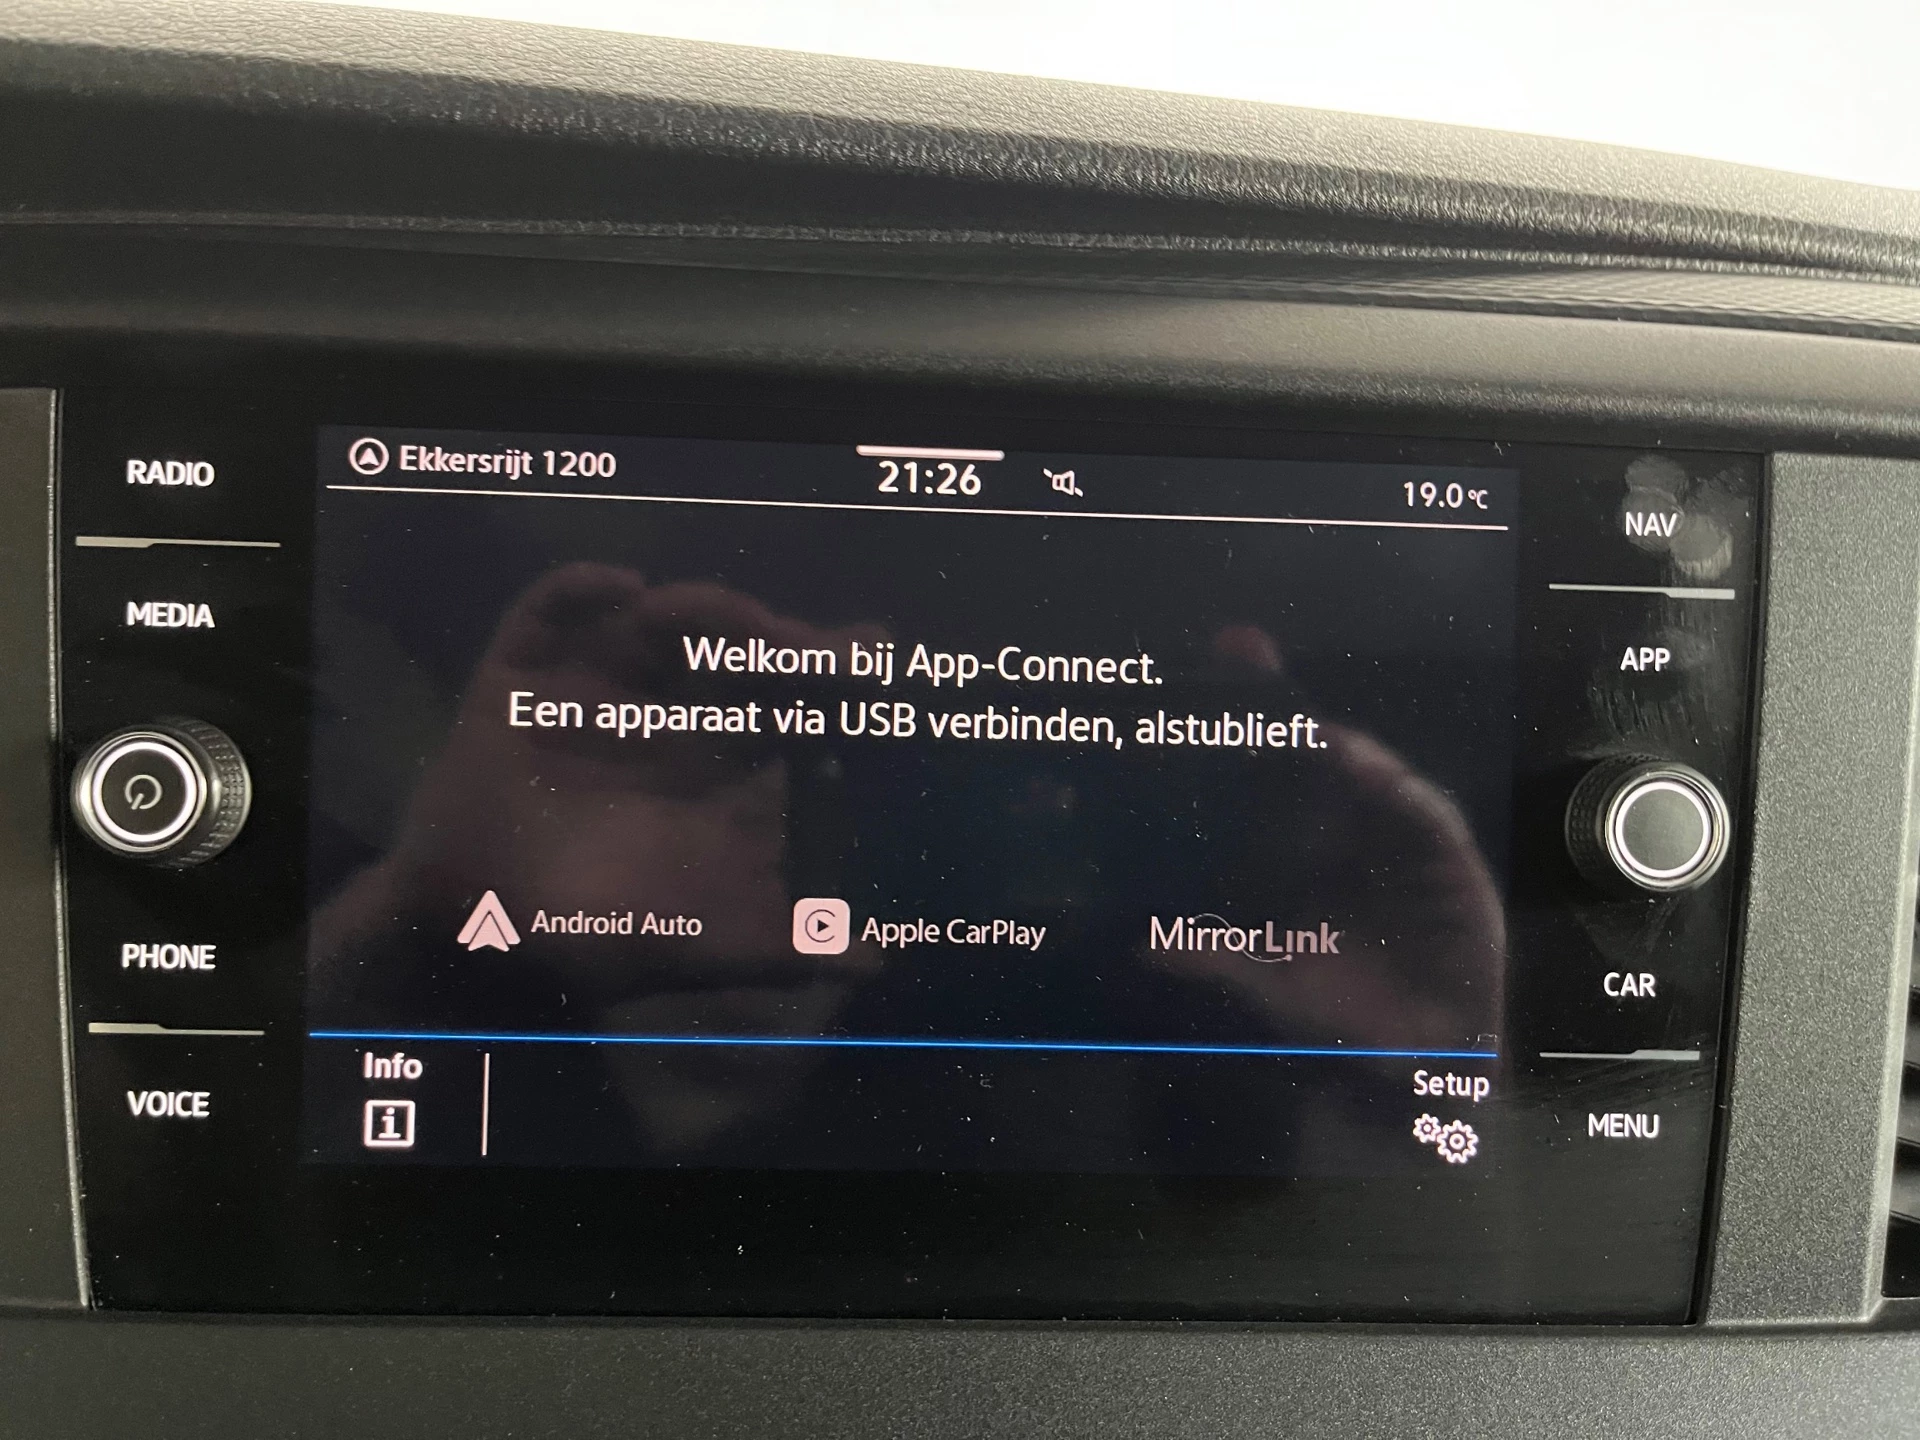 RADIO
MEDIA
PHONE
VOICE
Ekkersrijt 1200
21:26
19.0°C
Welkom bij App-Connect.
Een apparaat via USB verbinden, alstublieft.
Android Auto
Apple CarPlay
MirrorLink
Info
Setup
NAV
APP
CAR
MENU